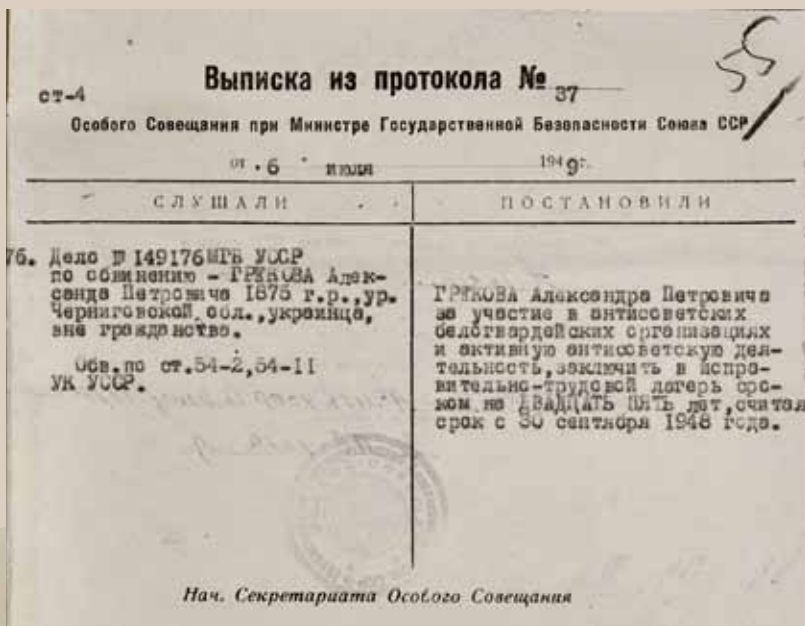 55
Выписка из протокола № 37
ст-4
Особого Совещания при Министре Государственной Безопасности Союза ССР
от • 6 " июля 1949г.
СЛУШАЛИ
76. Дело № 149176 МГБ УССР
по обвинению - ГРЕКОВА Алек-
сандa Петровича 1875 г.р., ур.
Черниговской обл., украинца,
вне гражданства.
Обв.по ст.54-2,54-11
УК УССР.
ПОСТАНОВИЛИ
ГРЕКОВА Александра Петровича
за участие в антисоветских
белогвардейских организациях
и активную антисоветскую дея-
тельность, заключить в испра-
вительно-трудовой лагерь сро-
ком на ДВАДЦАТЬ ПЯТЬ лет, считая
срок с 30 сентября 1948 года.
Нач. Секретариата Особого Совещания